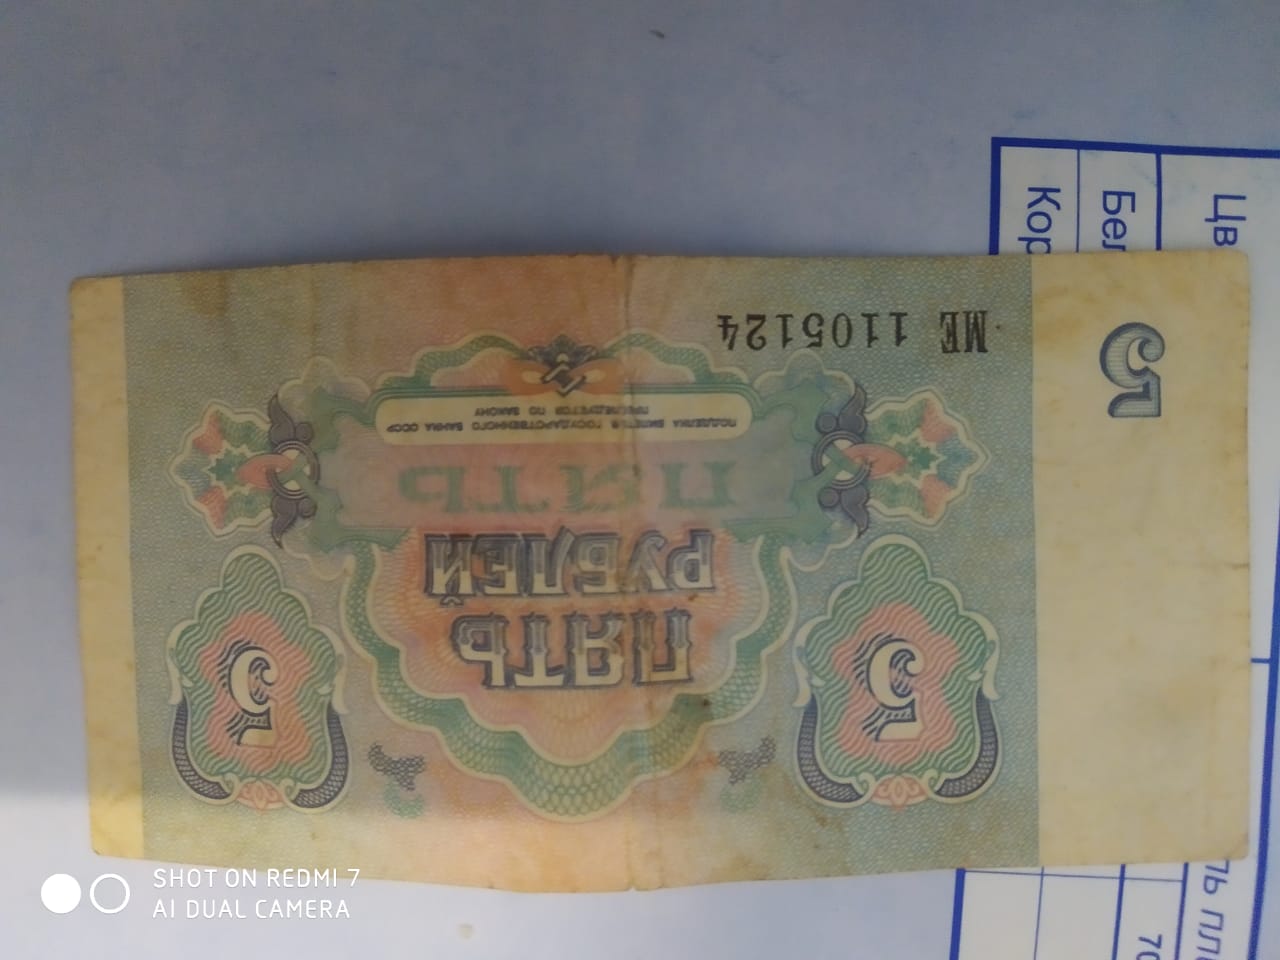 Цв
Бел
Кор
5
МЕ 1105124
ПОДДЕЛКА БИЛЕТОВ ГОСУДАРСТВЕННОГО БАНКА СССР
ПРЕСЛЕДУЕТСЯ ПО ЗАКОНУ
ПЯТЬ
РУБЛЕЙ
ПЯТЬ
5
5
70
SHOT ON REDMI 7
AI DUAL CAMERA